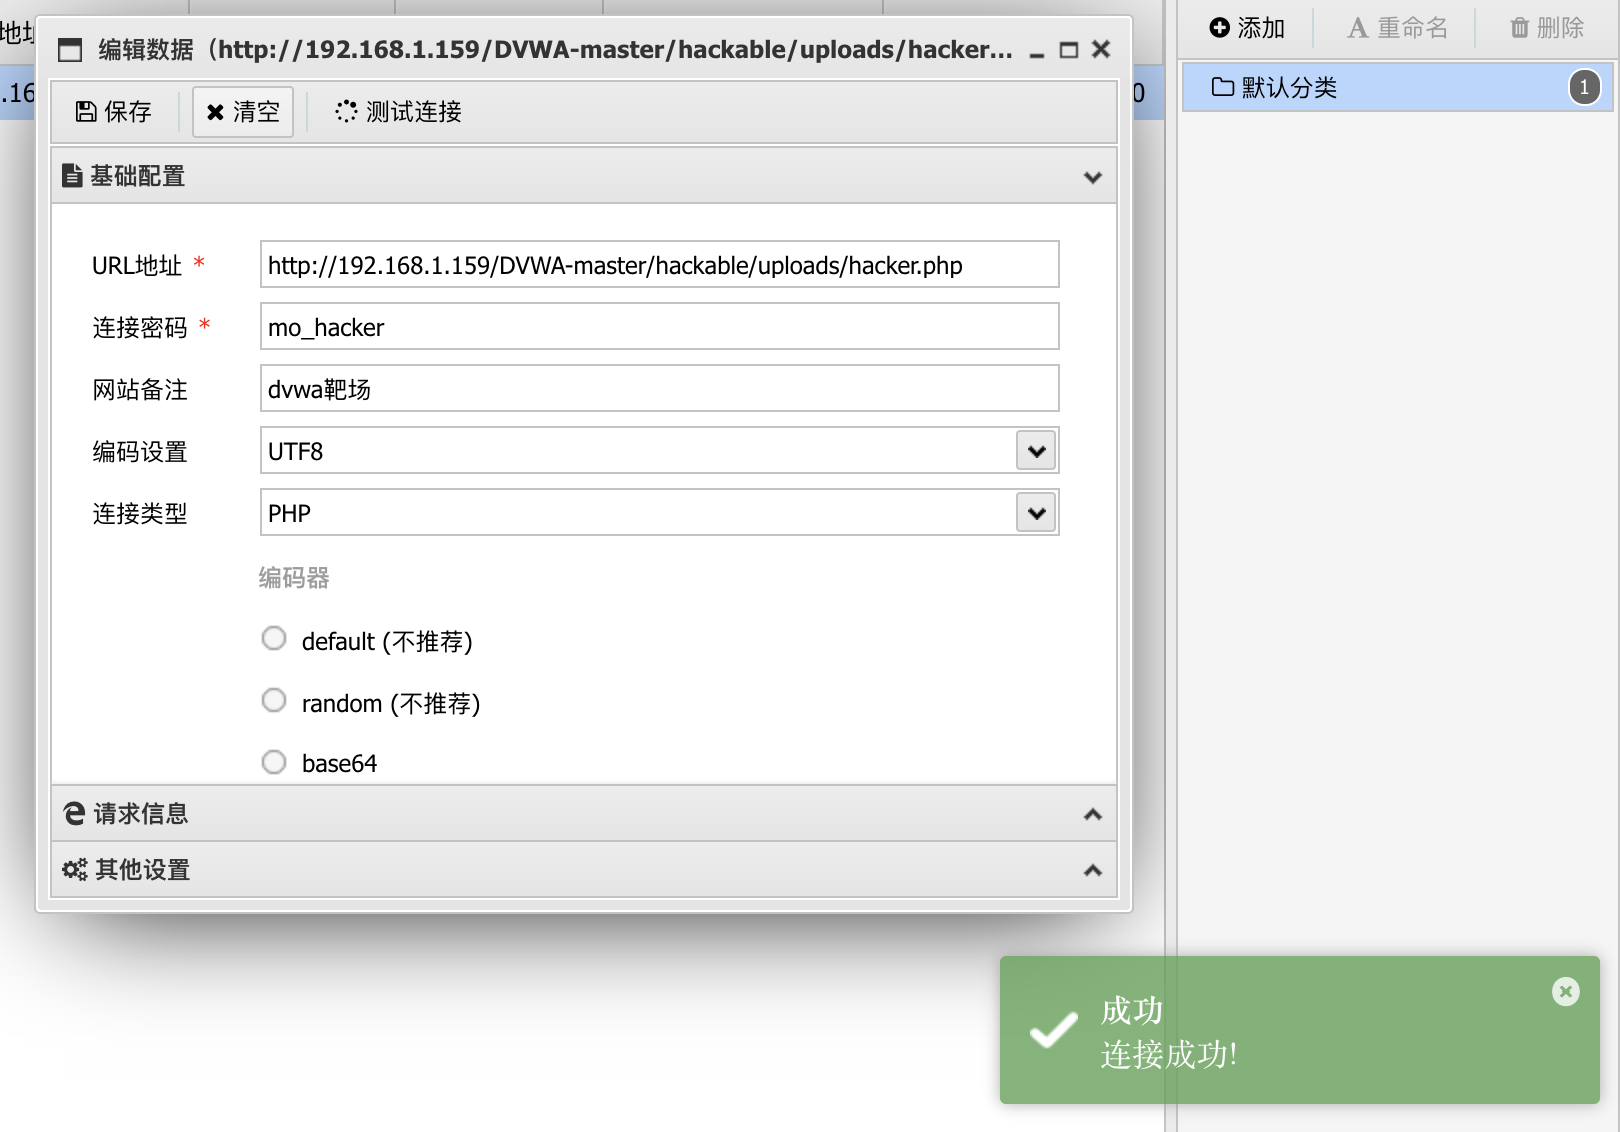 添加
重命名
删除
编辑数据（http://192.168.1.159/DVWA-master/hackable/uploads/hacker...
默认分类
1
保存
清空
测试连接
基础配置
URL地址 *
http://192.168.1.159/DVWA-master/hackable/uploads/hacker.php
连接密码 *
mo_hacker
网站备注
dvwa靶场
编码设置
UTF8
连接类型
PHP
编码器
default (不推荐)
random (不推荐)
base64
请求信息
其他设置
成功
连接成功!